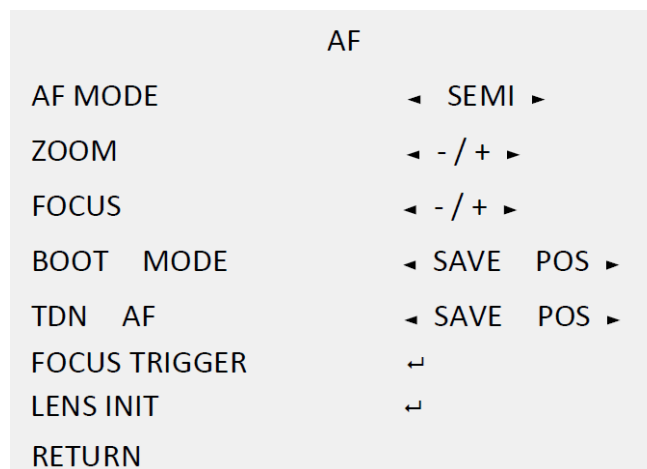 AF
AF MODE ◄ SEMI ►
ZOOM ◄ - / + ►
FOCUS ◄ - / + ►
BOOT MODE ◄ SAVE POS ►
TDN AF ◄ SAVE POS ►
FOCUS TRIGGER ↵
LENS INIT ↵
RETURN